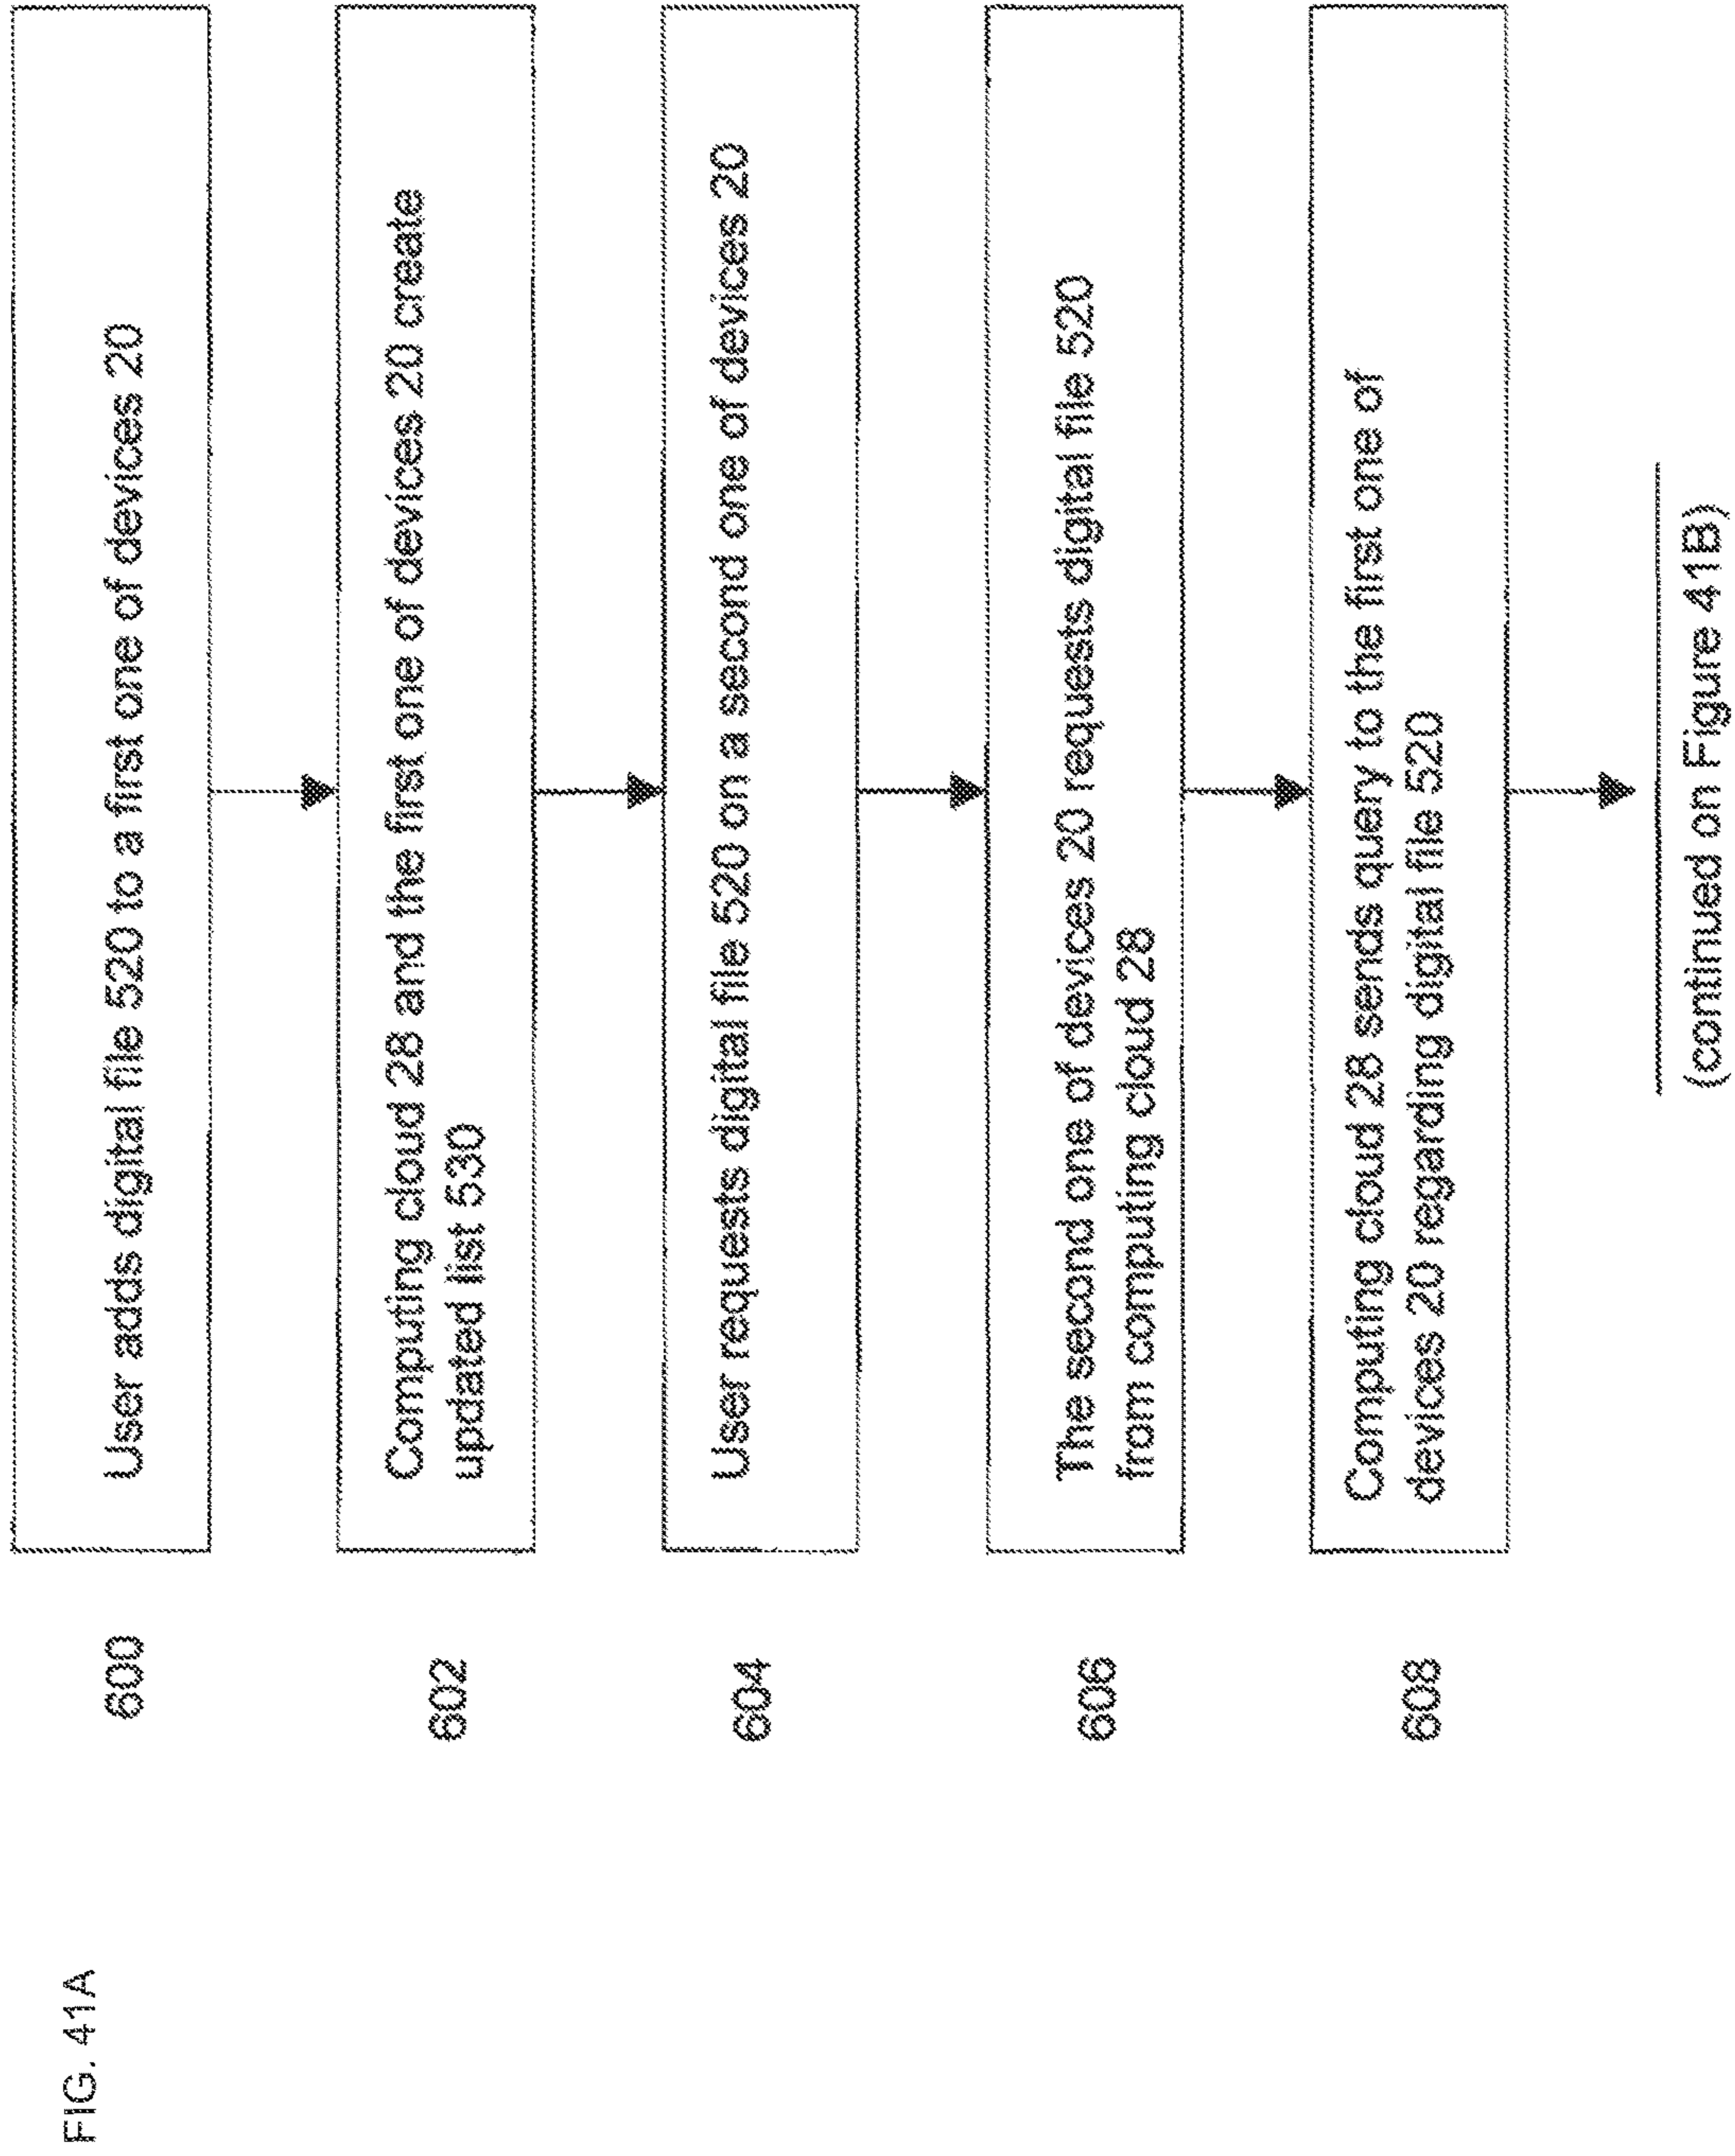 FIG. 41A
600
User adds digital file 520 to a first one of devices 20
602
Computing cloud 28 and the first one of devices 20 create
updated list 530
604
User requests digital file 520 on a second one of devices 20
606
The second one of devices 20 requests digital file 520
from computing cloud 28
608
Computing cloud 28 sends query to the first one of
devices 20 regarding digital file 520
(continued on Figure 41B)